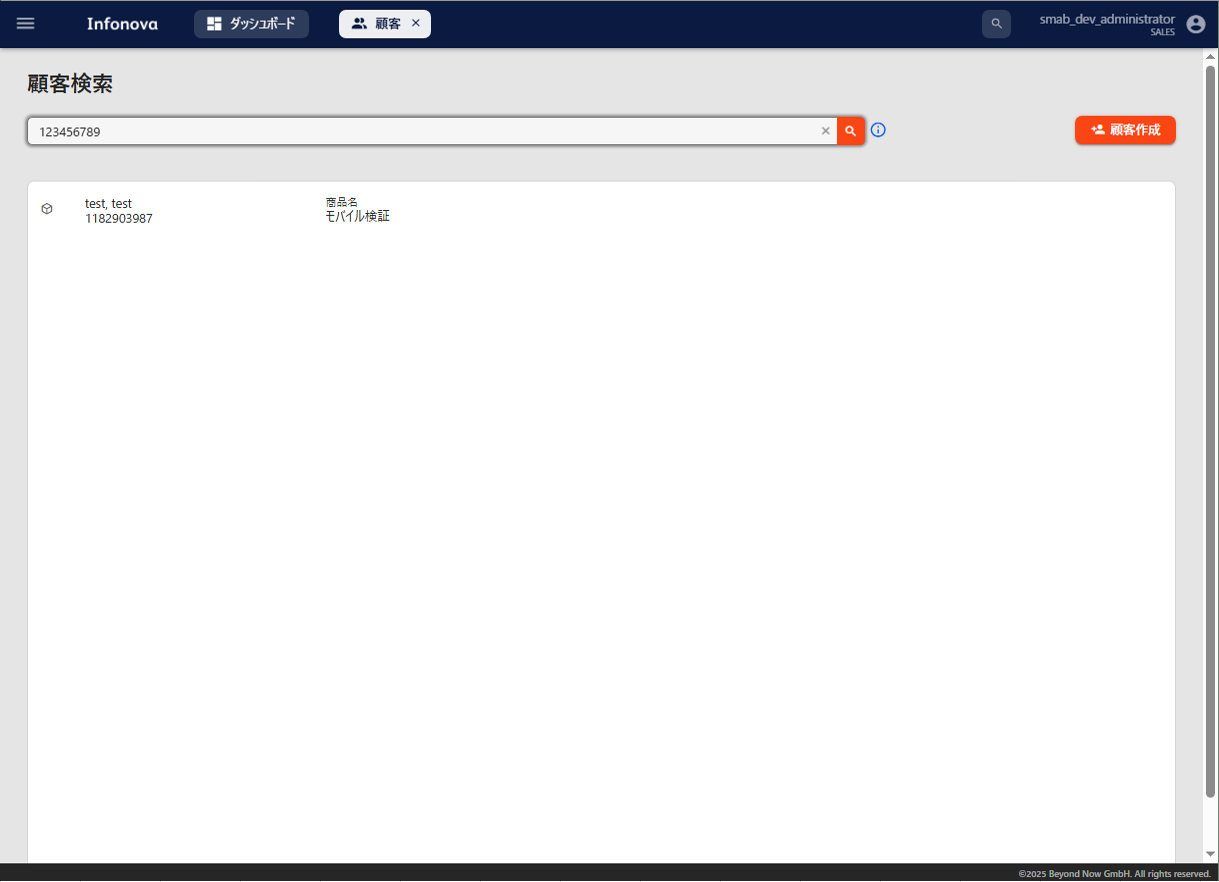 Infonova
ダッシュボード
顧客
smab_dev_administrator
SALES
顧客検索
123456789
顧客作成
test, test
1182903987
商品名
モバイル検証
©2025 Beyond Now GmbH. All rights reserved.